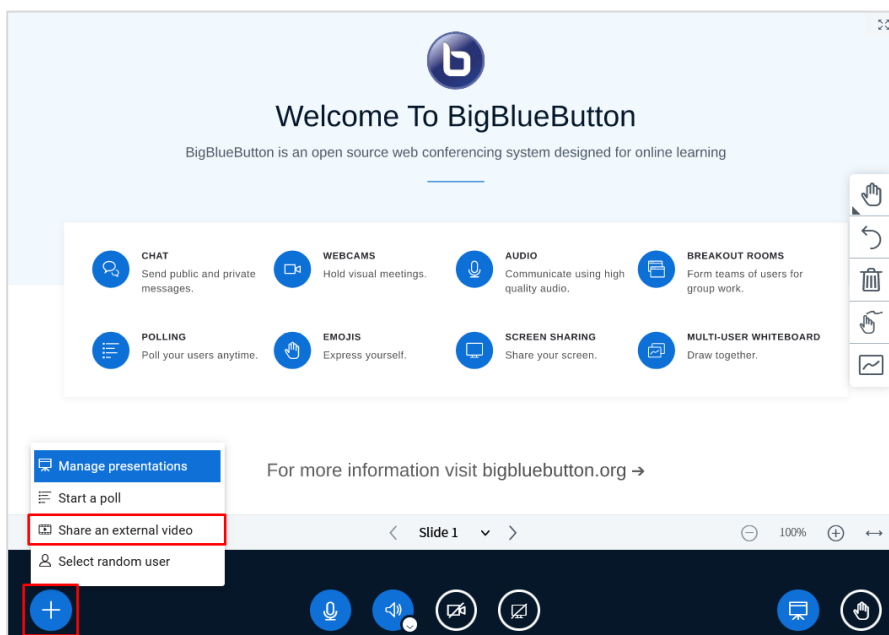 Welcome To BigBlueButton
BigBlueButton is an open source web conferencing system designed for online learning
CHAT
Send public and private
messages.
WEBCAMS
Hold visual meetings.
AUDIO
Communicate using high
quality audio.
BREAKOUT ROOMS
Form teams of users for
group work.
POLLING
Poll your users anytime.
EMOJIS
Express yourself.
SCREEN SHARING
Share your screen.
MULTI-USER WHITEBOARD
Draw together.
For more information visit bigbluebutton.org →
Manage presentations
Start a poll
Share an external video
Select random user
Slide 1
100%